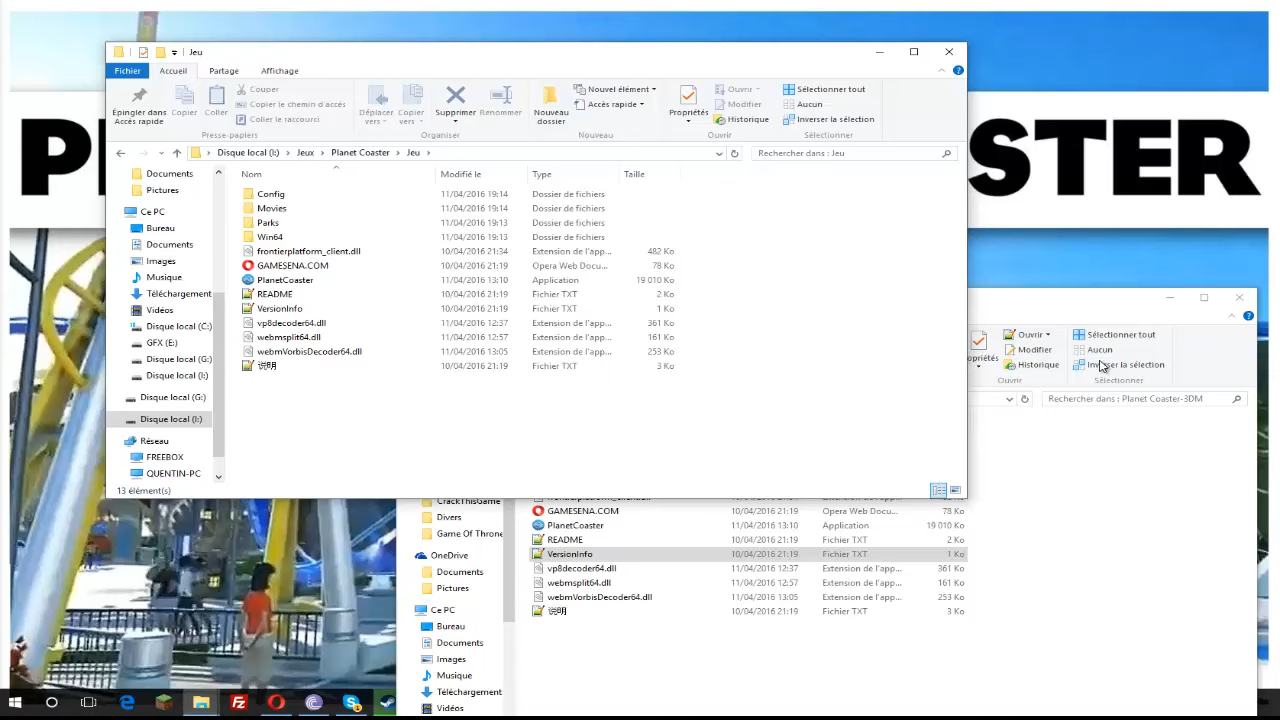 P
STER
Jeu
Fichier Accueil Partage Affichage
Épingler dans Accès rapide
Copier
Coller
Couper
Copier le chemin d'accès
Coller le raccourci
Presse-papiers
Déplacer vers
Copier vers
Supprimer
Renommer
Organiser
Nouveau dossier
Nouvel élément
Accès rapide
Nouveau
Propriétés
Ouvrir
Modifier
Historique
Ouvrir
Sélectionner tout
Aucun
Inverser la sélection
Sélectionner
Disque local (I:) > Jeux > Planet Coaster > Jeu >
Rechercher dans : Jeu
Documents
Pictures
Ce PC
Bureau
Documents
Images
Musique
Téléchargement
Vidéos
Disque local (C:)
GFX (E:)
Disque local (G:)
Disque local (I:)
Disque local (G:)
Disque local (I:)
Réseau
FREEBOX
QUENTIN-PC
Nom Modifié le Type Taille
Config 11/04/2016 19:14 Dossier de fichiers
Movies 11/04/2016 19:14 Dossier de fichiers
Parks 11/04/2016 19:13 Dossier de fichiers
Win64 11/04/2016 19:13 Dossier de fichiers
frontierplatform_client.dll 10/04/2016 21:34 Extension de l'app... 482 Ko
GAMESENA.COM 10/04/2016 21:19 Opera Web Docu... 78 Ko
PlanetCoaster 11/04/2016 13:10 Application 19 010 Ko
README 10/04/2016 21:19 Fichier TXT 2 Ko
VersionInfo 10/04/2016 21:19 Fichier TXT 1 Ko
vp8decoder64.dll 11/04/2016 12:37 Extension de l'app... 361 Ko
webmsplit64.dll 11/04/2016 12:57 Extension de l'app... 161 Ko
webmVorbisDecoder64.dll 11/04/2016 13:05 Extension de l'app... 253 Ko
说明 10/04/2016 21:19 Fichier TXT 3 Ko
13 élément(s)
opriétés
Ouvrir
Modifier
Historique
Ouvrir
Sélectionner tout
Aucun
Inverser la sélection
Sélectionner
Rechercher dans : Planet Coaster-3DM
CrackThisGame
Divers
Game Of Throne
OneDrive
Documents
Pictures
Ce PC
Bureau
Documents
Images
Musique
Téléchargement
Vidéos
GAMESENA.COM 10/04/2016 21:19 Opera Web Docu... 78 Ko
PlanetCoaster 11/04/2016 13:10 Application 19 010 Ko
README 10/04/2016 21:19 Fichier TXT 2 Ko
VersionInfo 10/04/2016 21:19 Fichier TXT 1 Ko
vp8decoder64.dll 11/04/2016 12:37 Extension de l'app... 361 Ko
webmsplit64.dll 11/04/2016 12:57 Extension de l'app... 161 Ko
webmVorbisDecoder64.dll 11/04/2016 13:05 Extension de l'app... 253 Ko
说明 10/04/2016 21:19 Fichier TXT 3 Ko